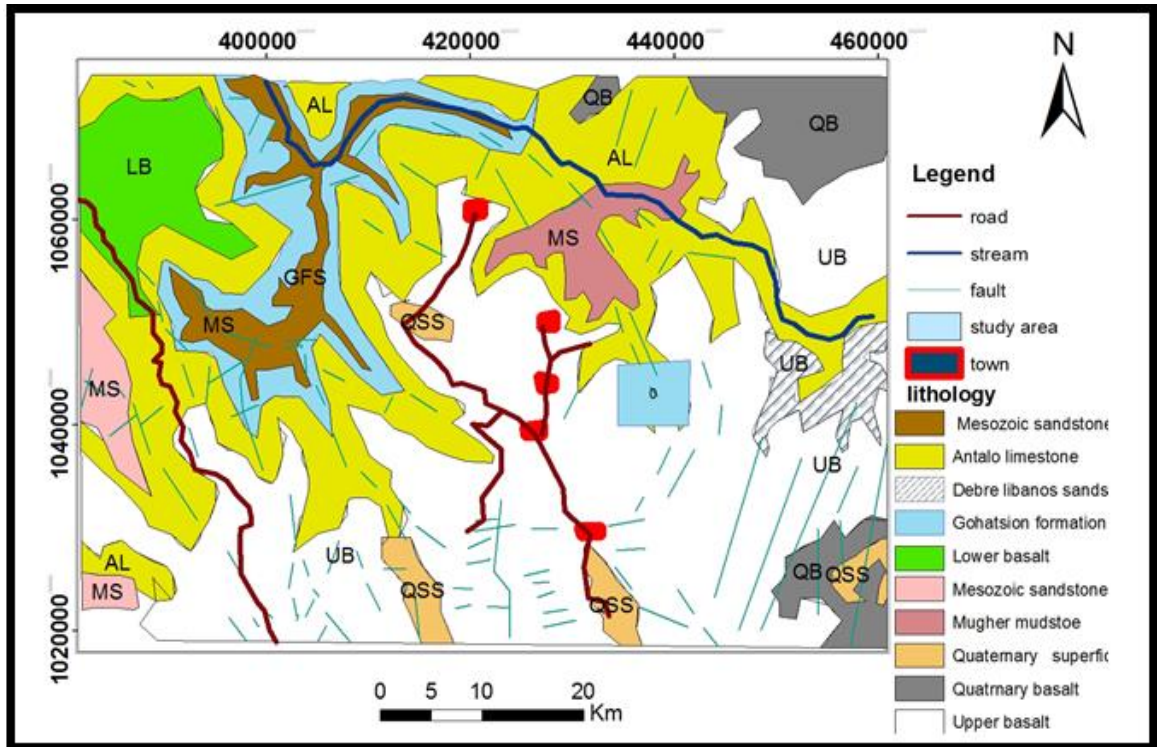 400000 420000 440000 460000
N
AL
QB
QB
LB
AL
1060000
MS
UB
GFS
MS
QSS
UB
MS
1040000
UB
AL
UB
QB
QSS
MS
QSS
QSS
1020000
0 5 10 20
Km
Legend
road
stream
fault
study area
town
lithology
Mesozoic sandstone
Antalo limestone
Debre libanos sands
Gohatsion formation
Lower basalt
Mesozoic sandstone
Mugher mudstoe
Quaternary superfic
Quatrnary basalt
Upper basalt